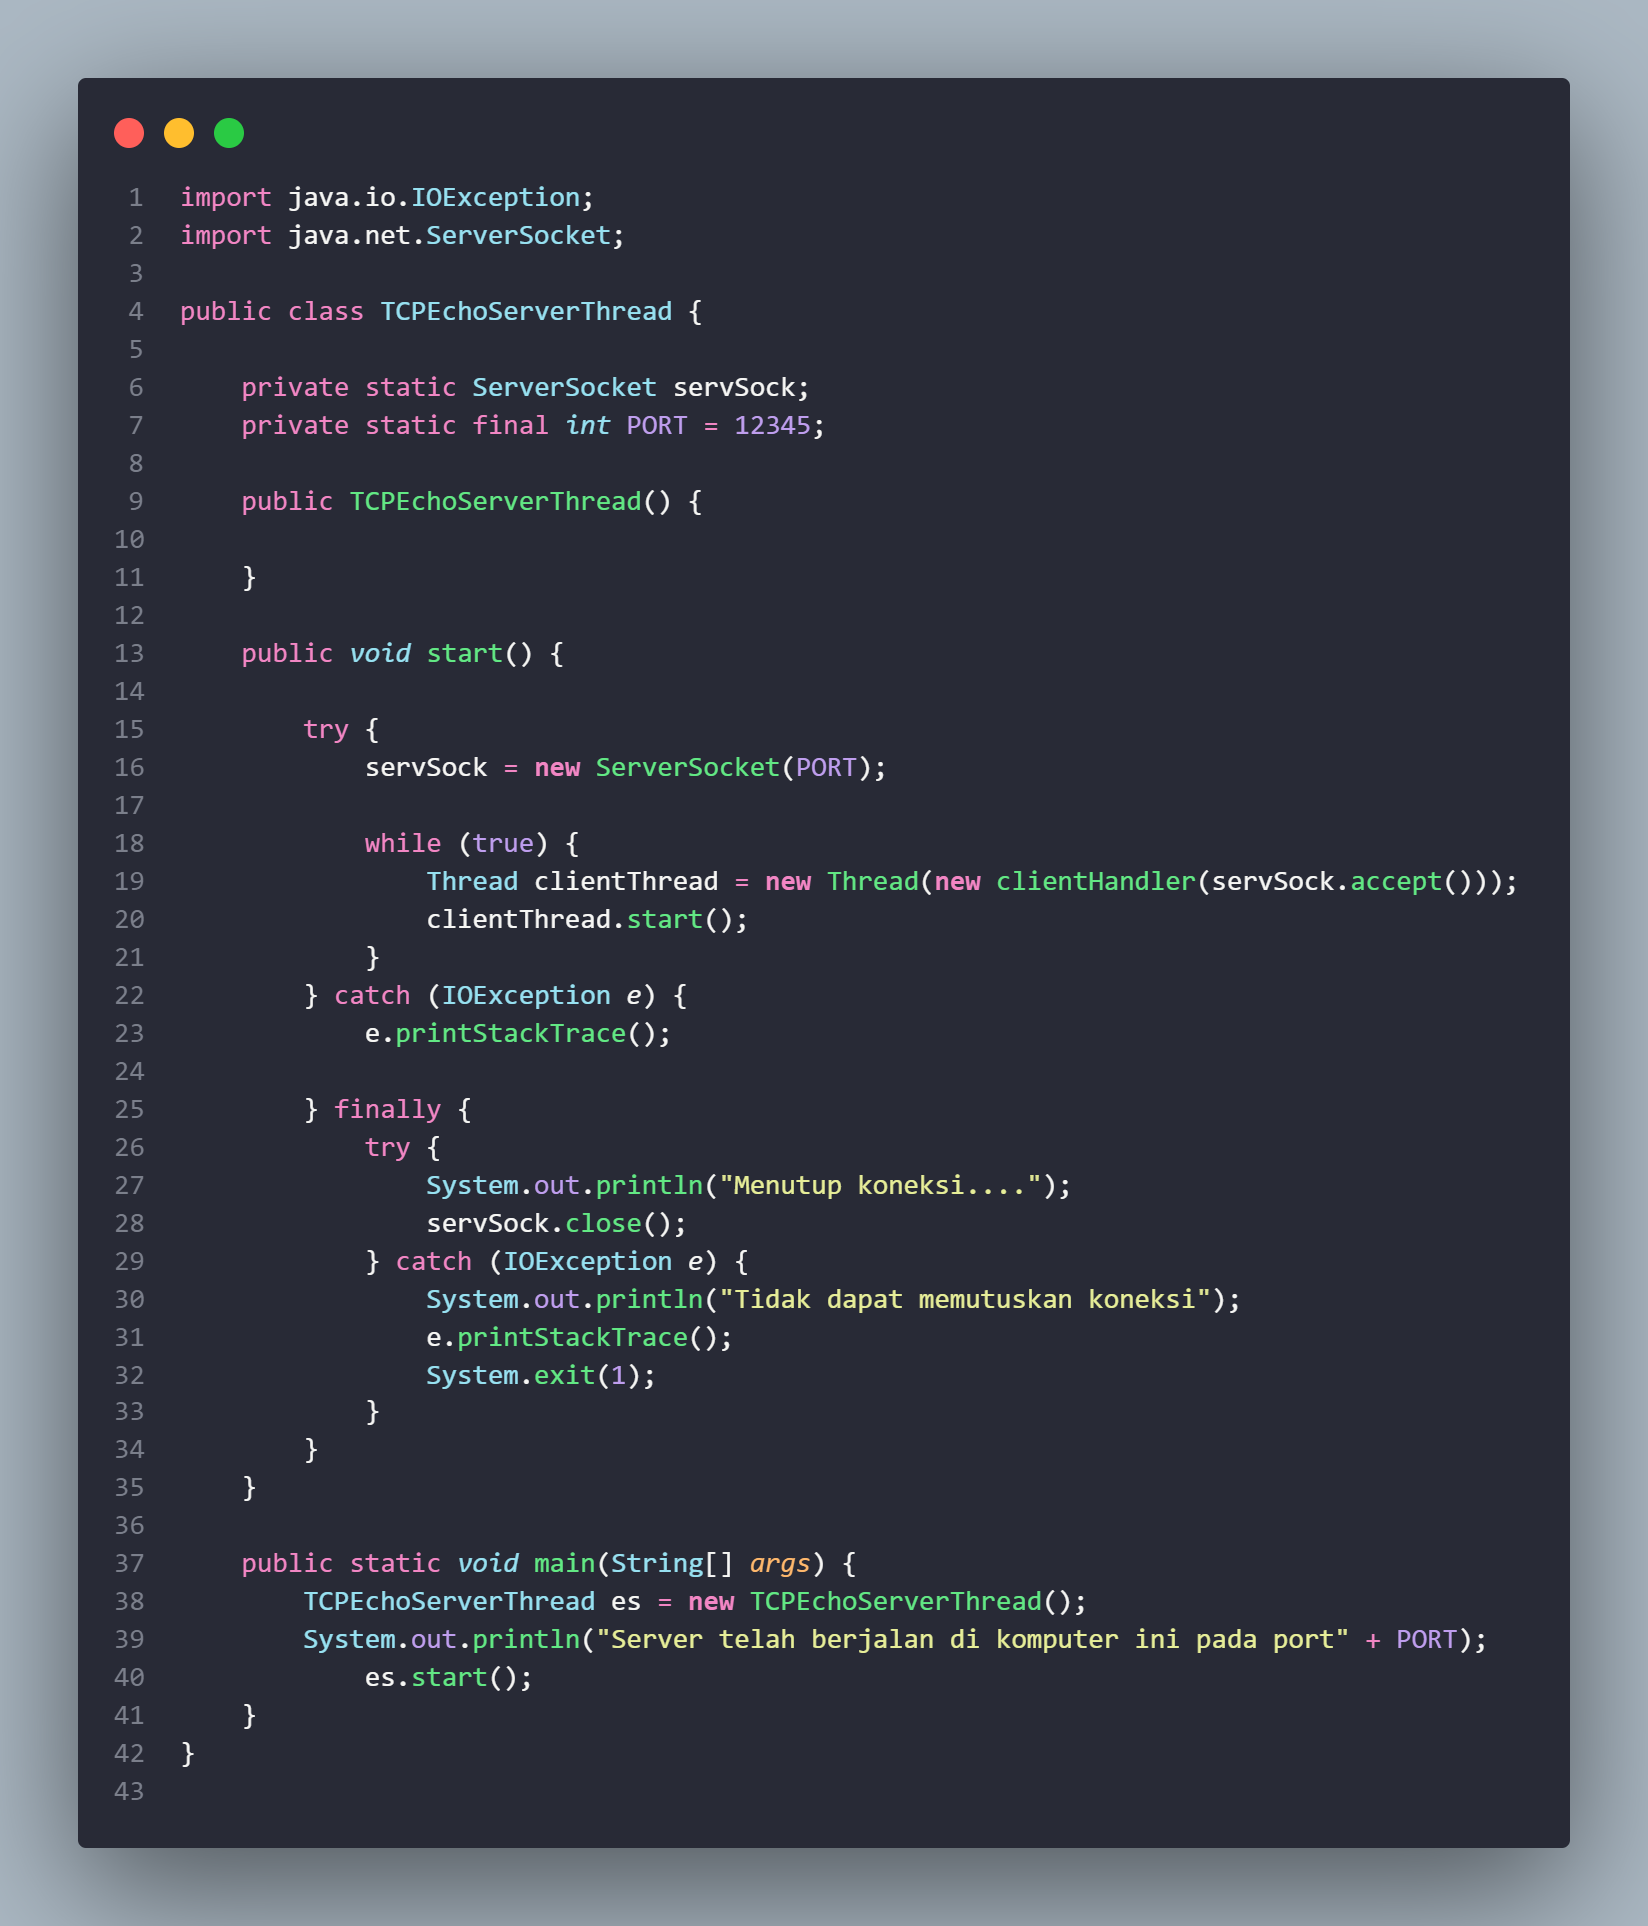 1 import java.io.IOException;
2 import java.net.ServerSocket;
3
4 public class TCPEchoServerThread {
5
6     private static ServerSocket servSock;
7     private static final int PORT = 12345;
8
9     public TCPEchoServerThread() {
10
11     }
12
13     public void start() {
14
15         try {
16             servSock = new ServerSocket(PORT);
17
18             while (true) {
19                 Thread clientThread = new Thread(new clientHandler(servSock.accept()));
20                 clientThread.start();
21             }
22         } catch (IOException e) {
23             e.printStackTrace();
24
25         } finally {
26             try {
27                 System.out.println("Menutup koneksi....");
28                 servSock.close();
29             } catch (IOException e) {
30                 System.out.println("Tidak dapat memutuskan koneksi");
31                 e.printStackTrace();
32                 System.exit(1);
33             }
34         }
35     }
36
37     public static void main(String[] args) {
38         TCPEchoServerThread es = new TCPEchoServerThread();
39         System.out.println("Server telah berjalan di komputer ini pada port" + PORT);
40             es.start();
41     }
42 }
43